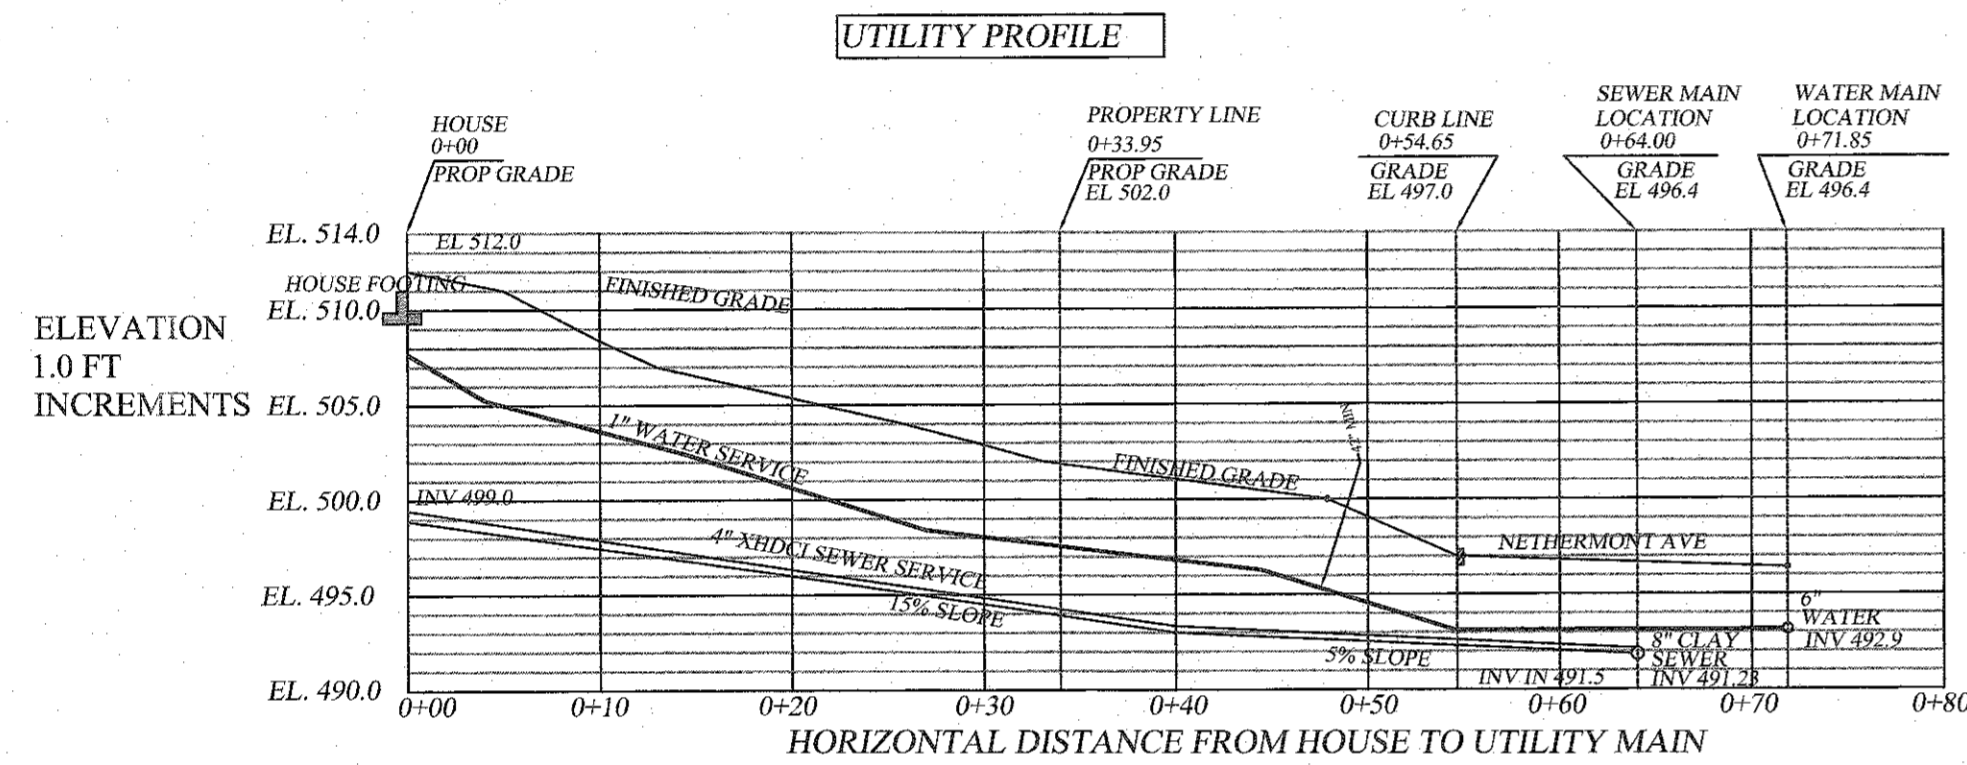 UTILITY PROFILE
HOUSE
0+00
PROP GRADE
PROPERTY LINE
0+33.95
PROP GRADE
EL 502.0
CURB LINE
0+54.65
GRADE
EL 497.0
SEWER MAIN
LOCATION
0+64.00
GRADE
EL 496.4
WATER MAIN
LOCATION
0+71.85
GRADE
EL 496.4
EL. 514.0
EL 512.0
HOUSE FOOTING
FINISHED GRADE
EL. 510.0
ELEVATION
1.0 FT
INCREMENTS
EL. 505.0
1" WATER SERVICE
4' MIN
FINISHED GRADE
EL. 500.0
INV 499.0
4" XHDCI SEWER SERVICE
15% SLOPE
NETHERMONT AVE
EL. 495.0
6"
WATER
INV 492.9
8" CLAY
SEWER
INV 491.23
5% SLOPE
INV IN 491.5
EL. 490.0
0+00 0+10 0+20 0+30 0+40 0+50 0+60 0+70 0+80
HORIZONTAL DISTANCE FROM HOUSE TO UTILITY MAIN